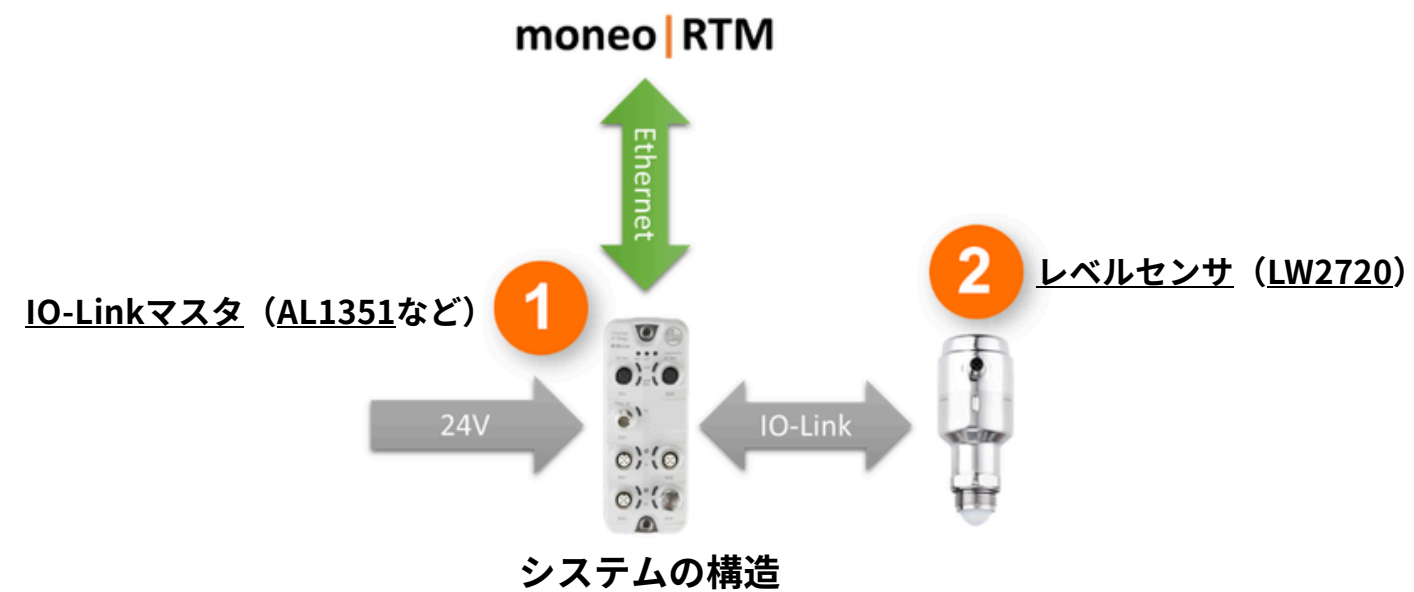 moneo|RTM
Ethernet
1
IO-Linkマスタ（AL1351など）
2
レベルセンサ（LW2720）
24V
IO-Link
システムの構造